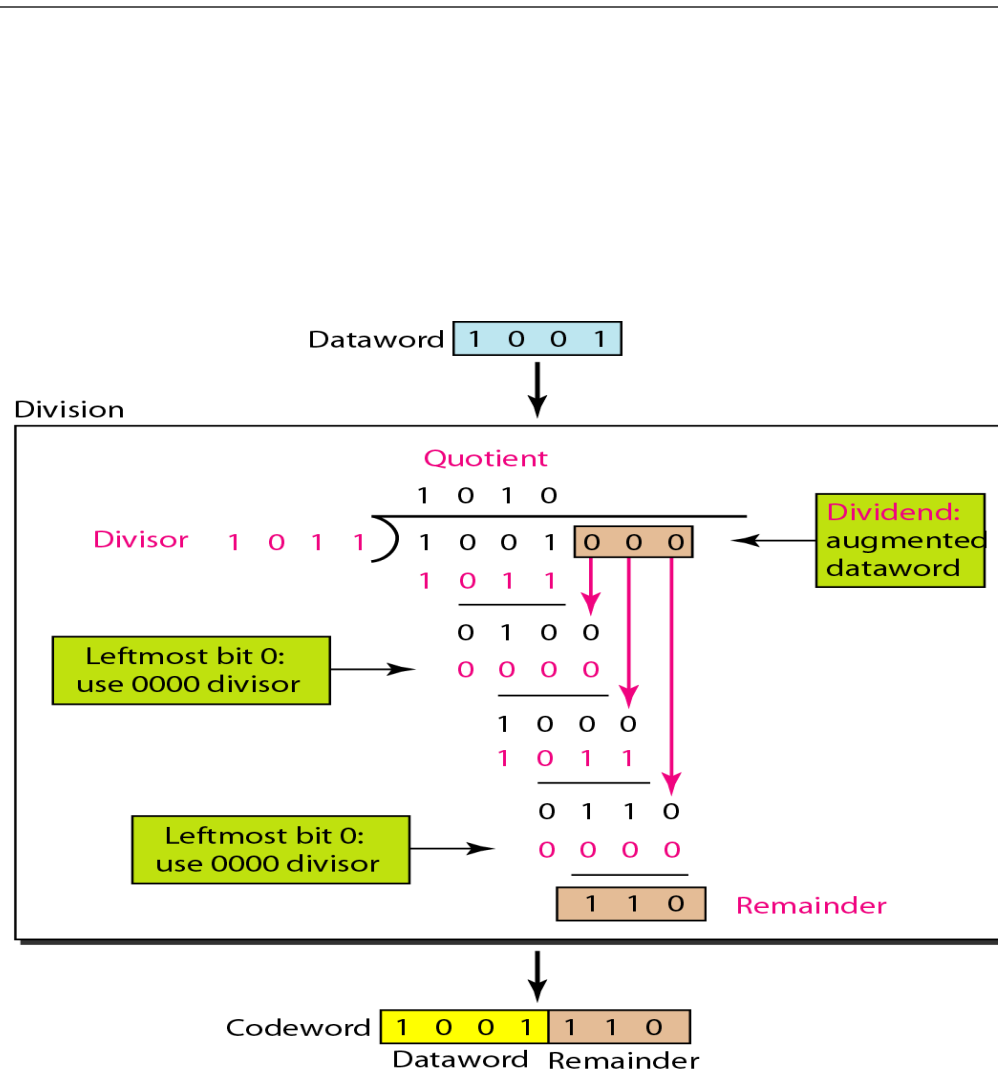 Dataword 1 0 0 1
Division
Quotient
1 0 1 0
Divisor 1 0 1 1 1 0 0 1 0 0 0
Dividend:
augmented
dataword
1 0 1 1
0 1 0 0
Leftmost bit 0:
use 0000 divisor
0 0 0 0
1 0 0 0
1 0 1 1
0 1 1 0
Leftmost bit 0:
use 0000 divisor
0 0 0 0
1 1 0 Remainder
Codeword 1 0 0 1 1 1 0
Dataword Remainder